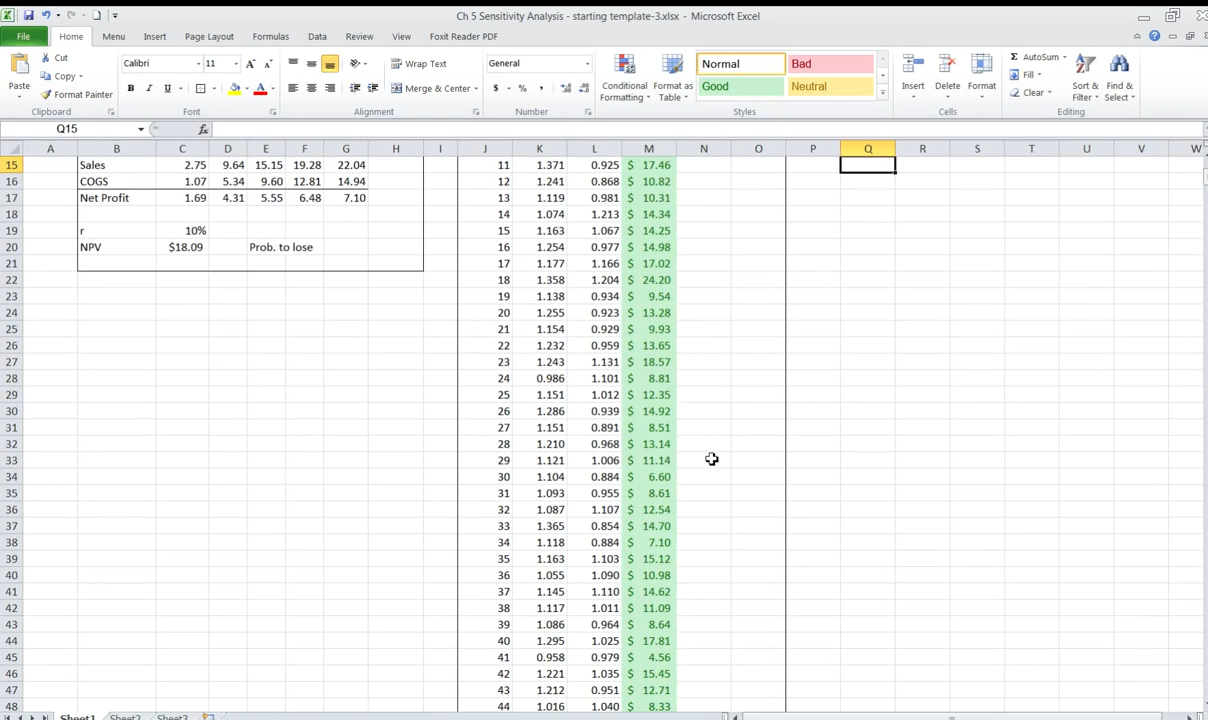 Ch 5 Sensitivity Analysis - starting template-3.xlsx - Microsoft Excel
File Home Menu Insert Page Layout Formulas Data Review View Foxit Reader PDF
Cut
Copy
Format Painter
Paste
Clipboard
Calibri 11
B I U
Font
Wrap Text
Merge & Center
Alignment
General
$ % ,
Number
Conditional Formatting
Format as Table
Normal Bad
Good Neutral
Styles
Insert Delete Format
Cells
AutoSum
Fill
Clear
Sort & Filter
Find & Select
Editing
Q15 fx
A B C D E F G H I J K L M N O P Q R S T U V W
15 Sales 2.75 9.64 15.15 19.28 22.04 11 1.371 0.925 $ 17.46
16 COGS 1.07 5.34 9.60 12.81 14.94 12 1.241 0.868 $ 10.82
17 Net Profit 1.69 4.31 5.55 6.48 7.10 13 1.119 0.981 $ 10.31
18 14 1.074 1.213 $ 14.34
19 r 10% 15 1.163 1.067 $ 14.25
20 NPV $18.09 Prob. to lose 16 1.254 0.977 $ 14.98
21 17 1.177 1.166 $ 17.02
22 18 1.358 1.204 $ 24.20
23 19 1.138 0.934 $ 9.54
24 20 1.255 0.923 $ 13.28
25 21 1.154 0.929 $ 9.93
26 22 1.232 0.959 $ 13.65
27 23 1.243 1.131 $ 18.57
28 24 0.986 1.101 $ 8.81
29 25 1.151 1.012 $ 12.35
30 26 1.286 0.939 $ 14.92
31 27 1.151 0.891 $ 8.51
32 28 1.210 0.968 $ 13.14
33 29 1.121 1.006 $ 11.14
34 30 1.104 0.884 $ 6.60
35 31 1.093 0.955 $ 8.61
36 32 1.087 1.107 $ 12.54
37 33 1.365 0.854 $ 14.70
38 34 1.118 0.884 $ 7.10
39 35 1.163 1.103 $ 15.12
40 36 1.055 1.090 $ 10.98
41 37 1.145 1.110 $ 14.62
42 38 1.117 1.011 $ 11.09
43 39 1.086 0.964 $ 8.64
44 40 1.295 1.025 $ 17.81
45 41 0.958 0.979 $ 4.56
46 42 1.221 1.035 $ 15.45
47 43 1.212 0.951 $ 12.71
48 44 1.016 1.040 $ 8.33
Sheet1 Sheet2 Sheet3